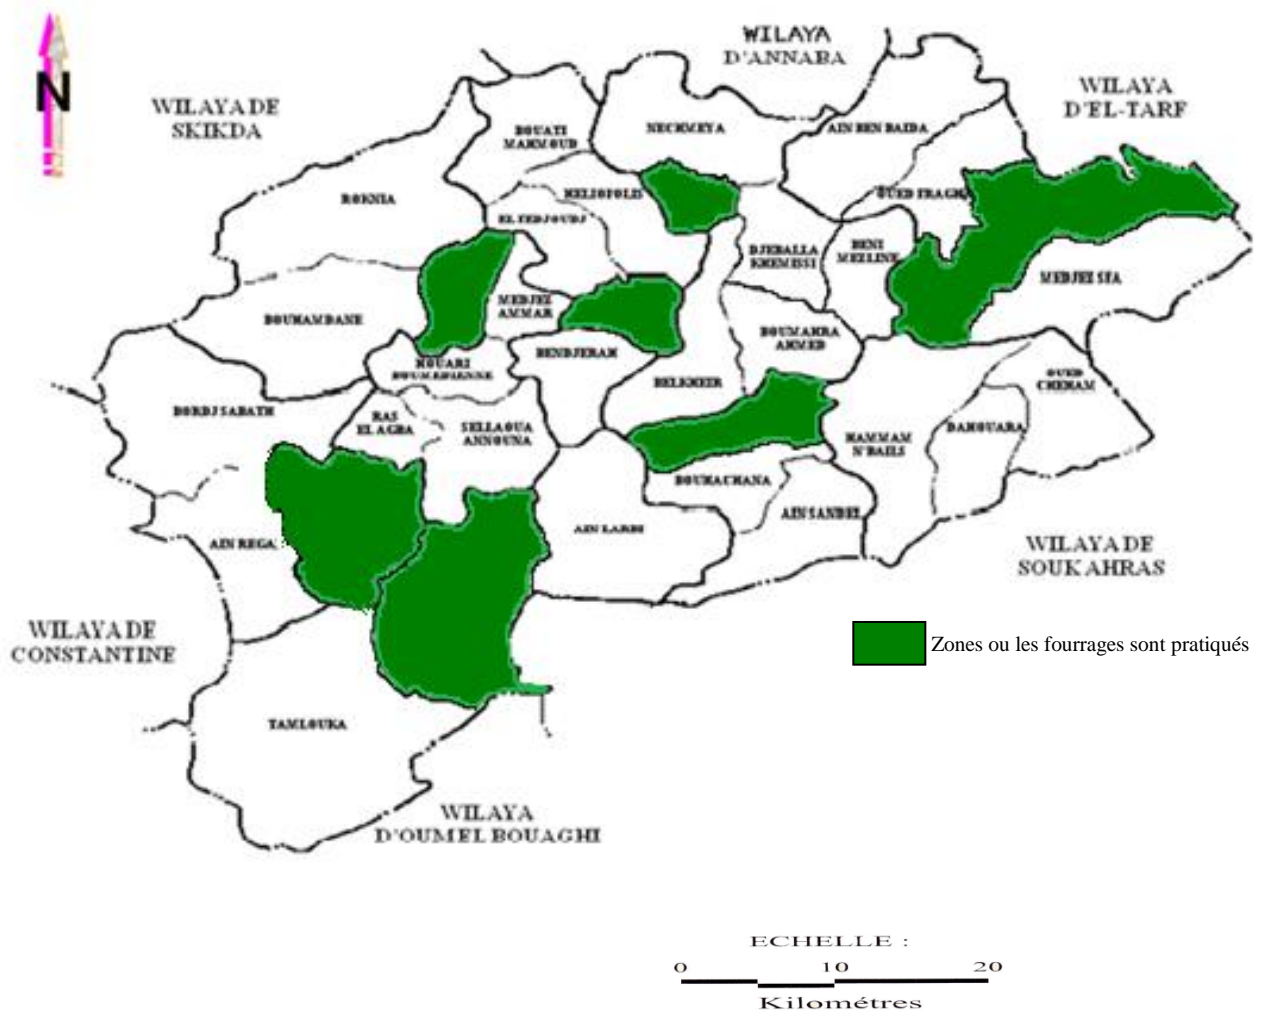 WILAYA
D'ANNABA
N
WILAYA DE
SKIKDA
WILAYA
D'EL-TARF
NECHMEYA
BOUATI
MAHMOUD
AIN BEN BAIDA
ROKNIA
HELIOPOLIS
OUED FRAGHA
EL FEDJOUDJ
DJEBALLA
KHEMISSI
BENI
MEZLINE
MEDJEZ SFA
MEDJEZ
AMMAR
BOUHAMDANE
BOUMAHRA
AHMED
BENDJERAH
HOUARI
BOUMEDIENNE
BELKHEIR
OUED
CHEHAM
BORDJ SABATH
RAS
EL AGBA
SELLAOUA
ANNOUNA
DAHOUARA
HAMMAM
N'BAILS
BOUHACHANA
AIN SANDEL
AIN LARBI
AIN REGA
WILAYA DE
SOUK AHRAS
WILAYA DE
CONSTANTINE
Zones ou les fourrages sont pratiqués
TAMLOUKA
WILAYA
D'OUM EL BOUAGHI
ECHELLE :
0 10 20
Kilométres